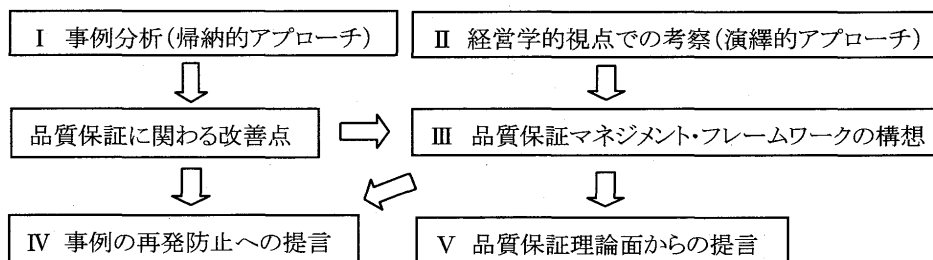 Ⅰ 事例分析(帰納的アプローチ)
Ⅱ 経営学的視点での考察(演繹的アプローチ)
品質保証に関わる改善点
Ⅲ 品質保証マネジメント・フレームワークの構想
Ⅳ 事例の再発防止への提言
Ⅴ 品質保証理論面からの提言